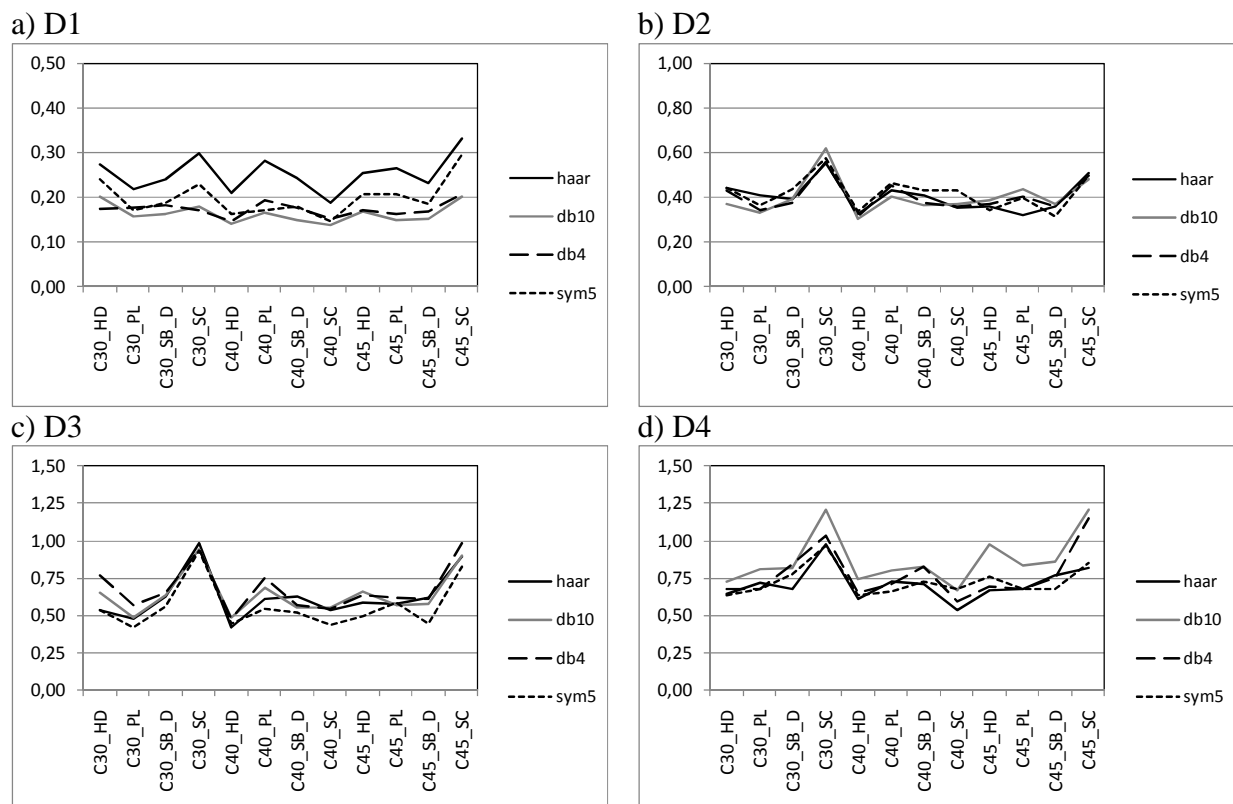 a) D1
0,50
0,40
0,30
0,20
0,10
0,00
C30_HD
C30_PL
C30_SB_D
C30_SC
C40_HD
C40_PL
C40_SB_D
C40_SC
C45_HD
C45_PL
C45_SB_D
C45_SC
haar
db10
db4
sym5
b) D2
1,00
0,80
0,60
0,40
0,20
0,00
C30_HD
C30_PL
C30_SB_D
C30_SC
C40_HD
C40_PL
C40_SB_D
C40_SC
C45_HD
C45_PL
C45_SB_D
C45_SC
haar
db10
db4
sym5
c) D3
1,50
1,25
1,00
0,75
0,50
0,25
0,00
C30_HD
C30_PL
C30_SB_D
C30_SC
C40_HD
C40_PL
C40_SB_D
C40_SC
C45_HD
C45_PL
C45_SB_D
C45_SC
haar
db10
db4
sym5
d) D4
1,50
1,25
1,00
0,75
0,50
0,25
0,00
C30_HD
C30_PL
C30_SB_D
C30_SC
C40_HD
C40_PL
C40_SB_D
C40_SC
C45_HD
C45_PL
C45_SB_D
C45_SC
haar
db10
db4
sym5